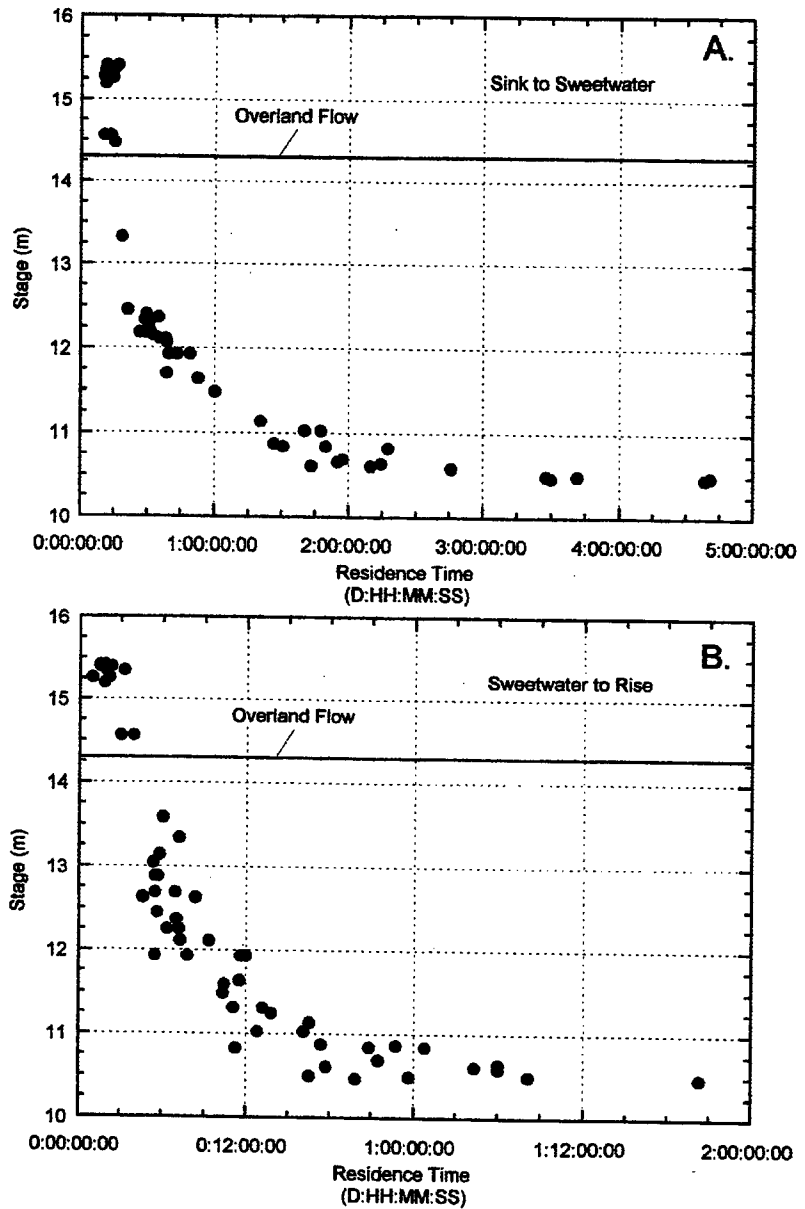 A.
Sink to Sweetwater
Overland Flow
16
15
14
13
12
11
10
Stage (m)
0:00:00:00 1:00:00:00 2:00:00:00 3:00:00:00 4:00:00:00 5:00:00:00
Residence Time
(D:HH:MM:SS)
B.
Sweetwater to Rise
Overland Flow
16
15
14
13
12
11
10
Stage (m)
0:00:00:00 0:12:00:00 1:00:00:00 1:12:00:00 2:00:00:00
Residence Time
(D:HH:MM:SS)